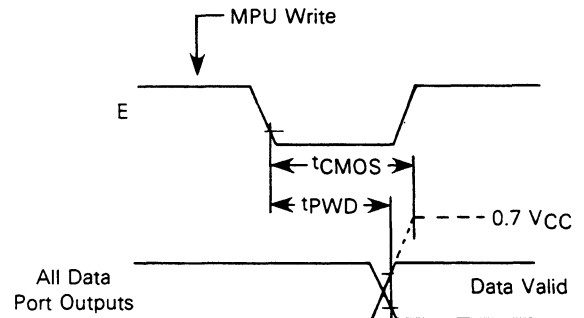 MPU Write
E
tCMOS
tPWD
0.7 VCC
All Data
Port Outputs
Data Valid